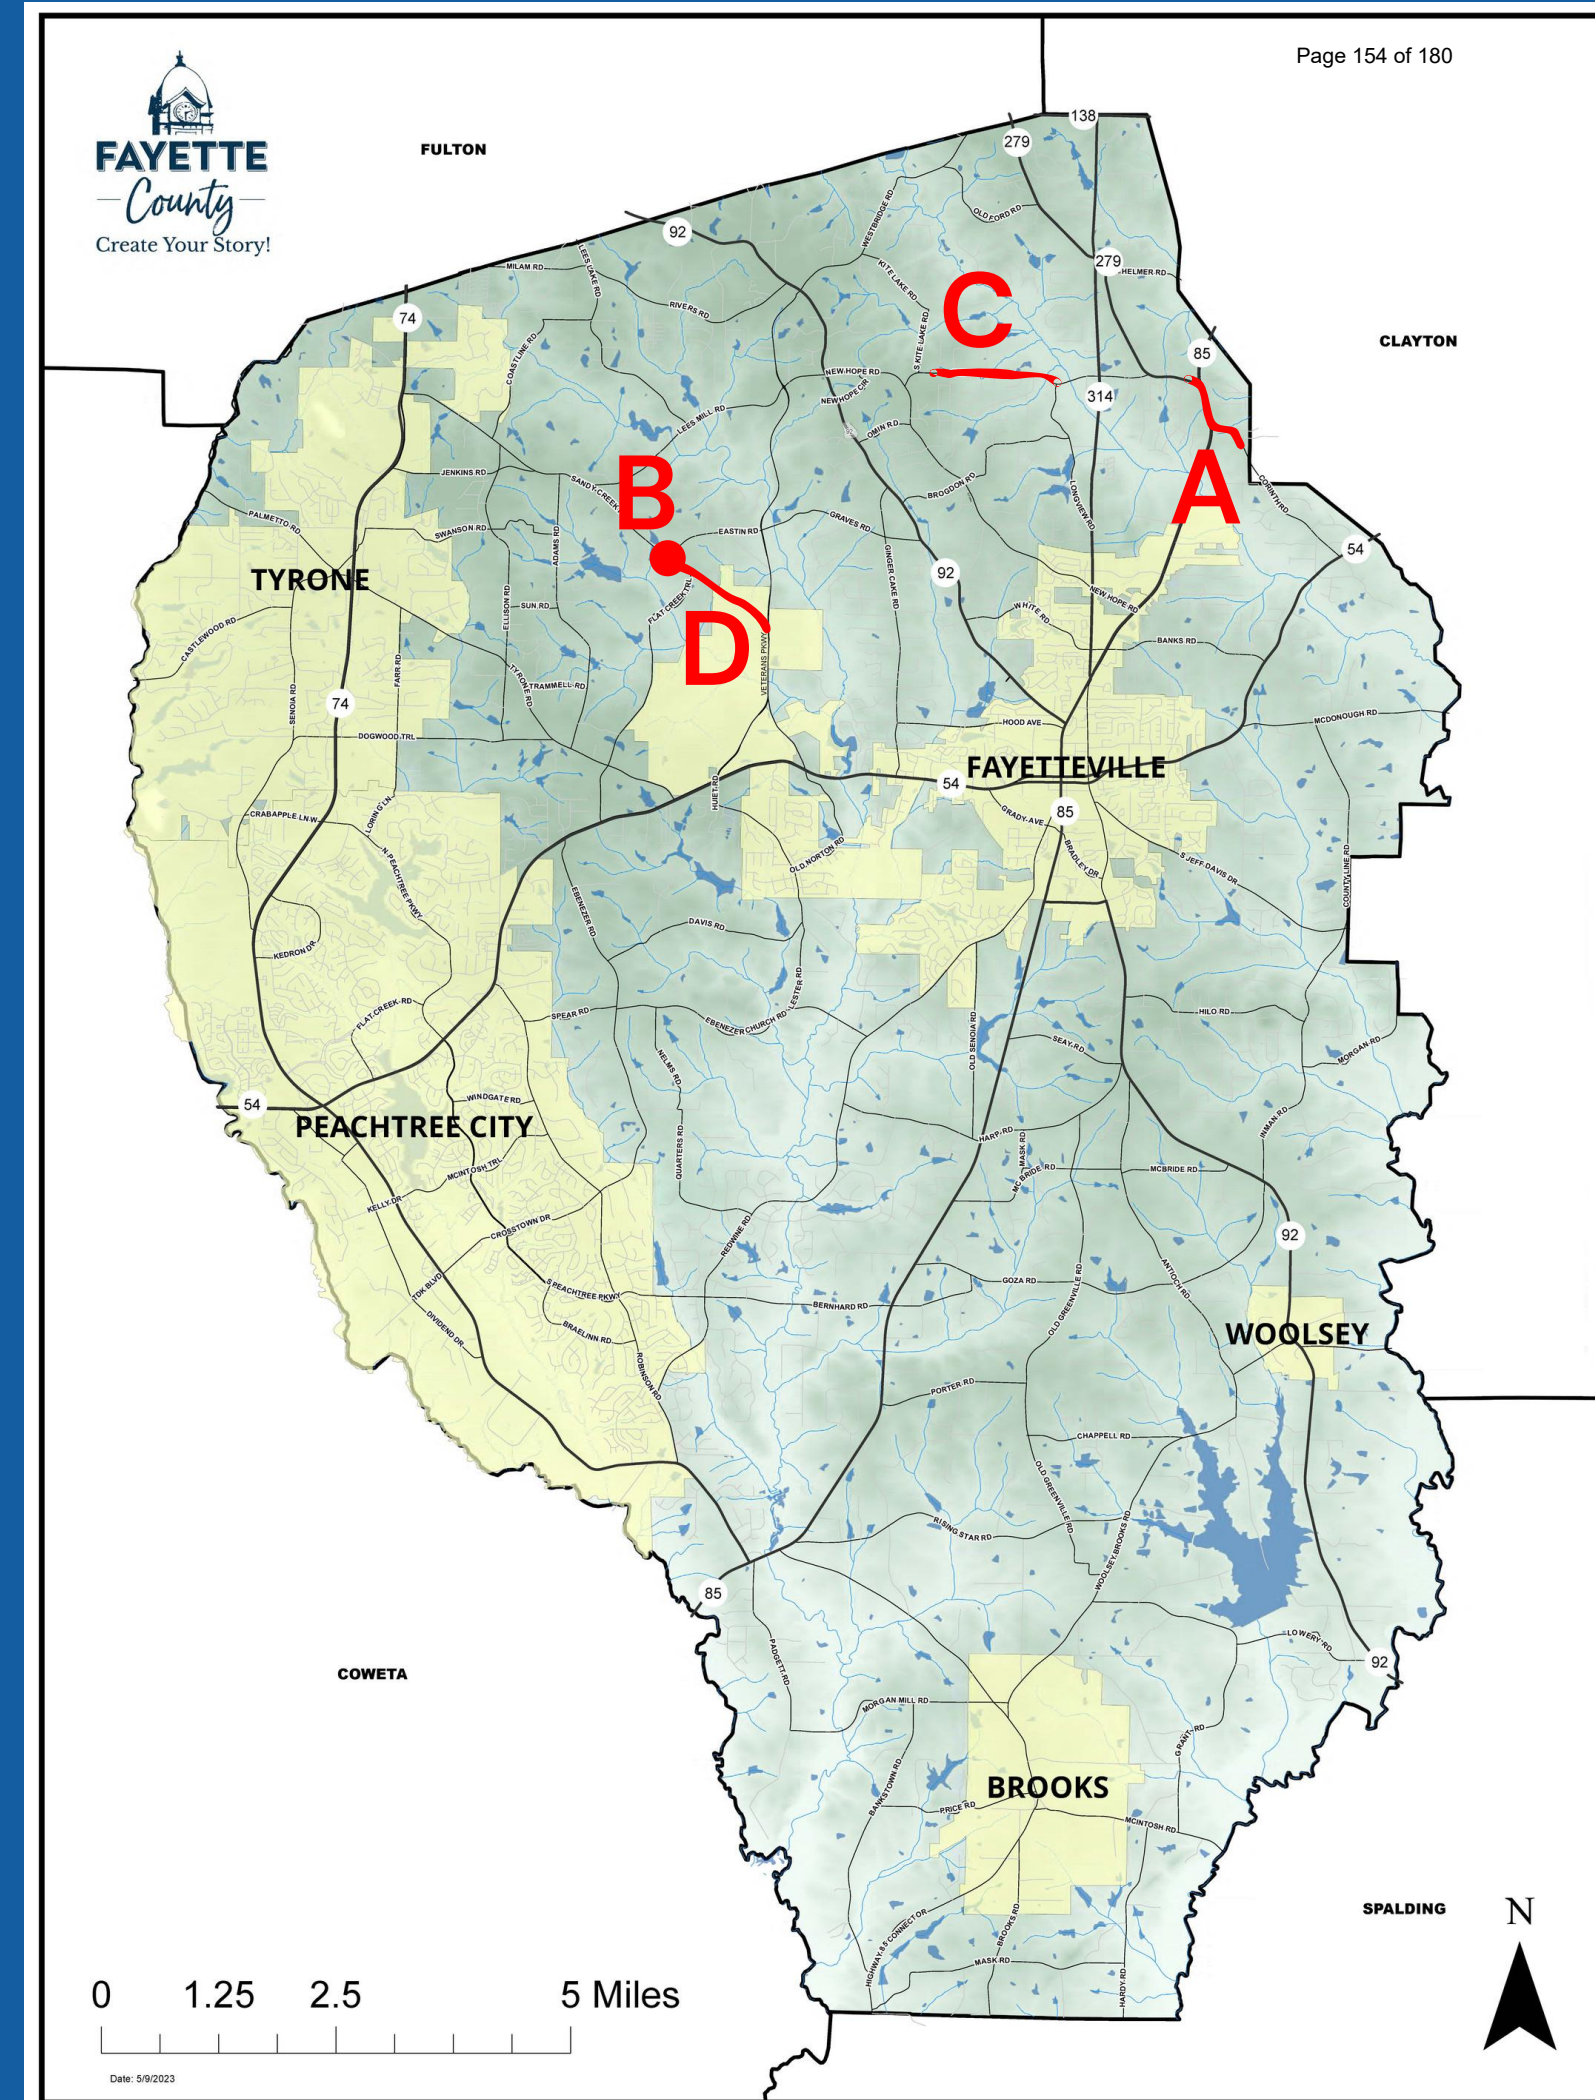 Page 154 of 180
FAYETTE
County
Create Your Story!
FULTON
138
279
92
OLD FORD RD
WESTBRIDGE RD
279
HELMER RD
LEES LAKE RD
MILAM RD
KITE LAKE RD
RIVERS RD
C
74
S KITE LAKE RD
CLAYTON
85
COASTLINE RD
NEW HOPE RD
NEW HOPE CIR
314
LEES MILL RD
OMIN RD
B
JENKINS RD
SANDY CREEK
BROGDON RD
A
CORINTH RD
LONGVIEW RD
PALMETTO RD
SWANSON RD
ADAMS RD
EASTIN RD
GRAVES RD
54
TYRONE
GINGER CAKE RD
92
ELLISON RD
SUN RD
FLAT CREEK TRL
NEW HOPE RD
WHITE RD
CASTLEWOOD RD
D
BANKS RD
VETERANS PKWY
FARR RD
TYRONE RD
TRAMMELL RD
SENOIA RD
74
DOGWOOD TRL
HOOD AVE
MCDONOUGH RD
FAYETTEVILLE
54
HUIET RD
CRABAPPLE LN W
LORING LN
GRADY AVE
85
OLD NORTON RD
BRADLEY DR
S JEFF DAVIS DR
COUNTY LINE RD
N PEACHTREE PKWY
EBENEZER RD
DAVIS RD
KEDRON DR
LESTER RD
FLAT CREEK RD
SPEAR RD
EBENEZER CHURCH RD
HILO RD
OLD SENOIA RD
SEAY RD
MORGAN RD
NELMS RD
54
WINDGATE RD
PEACHTREE CITY
HARP RD
INMAN RD
MASK RD
QUARTERS RD
MCINTOSH TRL
MC BRIDE RD
MCBRIDE RD
KELLY DR
CROSSTOWN DR
REDWINE RD
92
TDK BLVD
S PEACHTREE PKWY
GOZA RD
ANTIOCH RD
OLD GREENVILLE RD
BERNHARD RD
DIVIDEND DR
BRAELINN RD
WOOLSEY
ROBINSON RD
PORTER RD
CHAPPELL RD
OLD GREENVILLE RD
RISING STAR RD
WOOLSEY BROOKS RD
85
LOWERY RD
92
COWETA
PADGETT RD
MORGAN MILL RD
GRANT RD
BROOKS
BANKSTOWN RD
PRICE RD
MCINTOSH RD
SPALDING
N
HIGHWAY 85 CONNECTOR
BROOKS RD
MASK RD
HARDY RD
0 1.25 2.5 5 Miles
Date: 5/9/2023